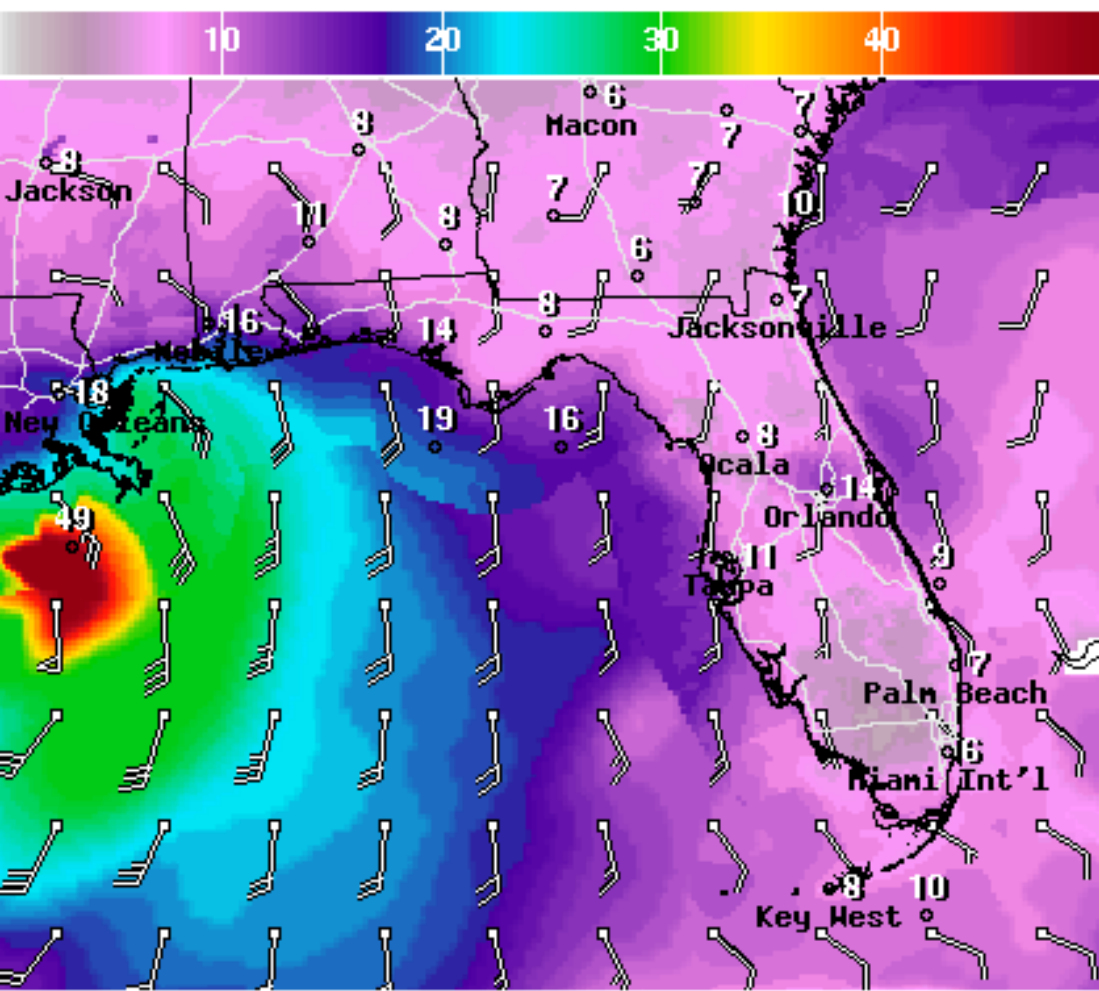 10 20 30 40
6
7
7
Macon
8
8
7
7
Jackson
10
11
8
6
16
8
7
14
Jacksonville
Mobile
18
19
16
8
New Orleans
Ocala
14
Orlando
49
11
9
Tampa
7
Palm Beach
6
Miami Int'l
8
10
Key West